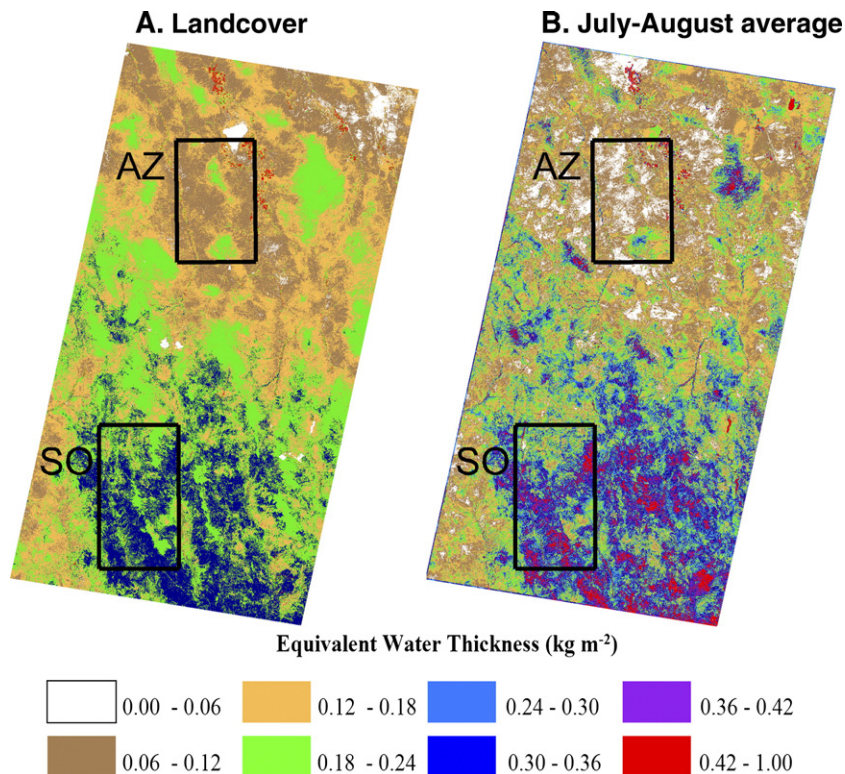 A. Landcover
B. July-August average
AZ
AZ
SO
SO
Equivalent Water Thickness (kg m⁻²)
0.00 - 0.06
0.12 - 0.18
0.24 - 0.30
0.36 - 0.42
0.06 - 0.12
0.18 - 0.24
0.30 - 0.36
0.42 - 1.00